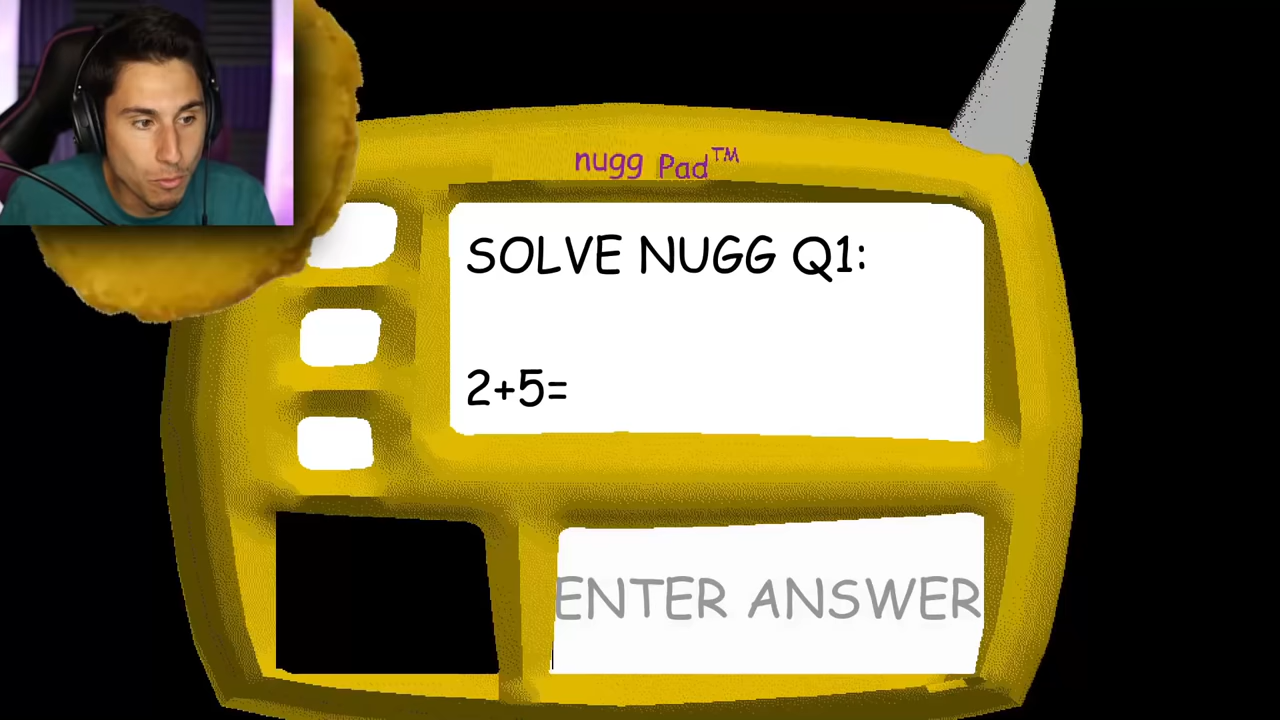 nugg Pad™
SOLVE NUGG Q1:
2+5=
ENTER ANSWER